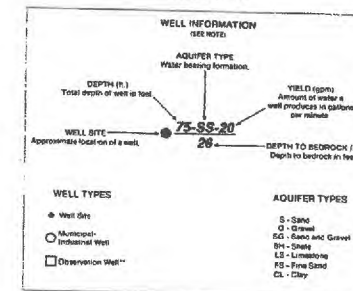 WELL INFORMATION
(SEE NOTE)
AQUIFER TYPE
Water bearing formation.
DEPTH (ft.)
Total depth of well in feet
YIELD (gpm)
Amount of water a
well produces in gallons
per minute
WELL SITE
Approximate location of a well.
75-SS-20
26
DEPTH TO BEDROCK
Depth to bedrock in feet
WELL TYPES
Well Site
Municipal-
Industrial Well
Observation Well**
AQUIFER TYPES
S - Sand
G - Gravel
SG - Sand and Gravel
SH - Shale
LS - Limestone
FS - Fine Sand
CL - Clay